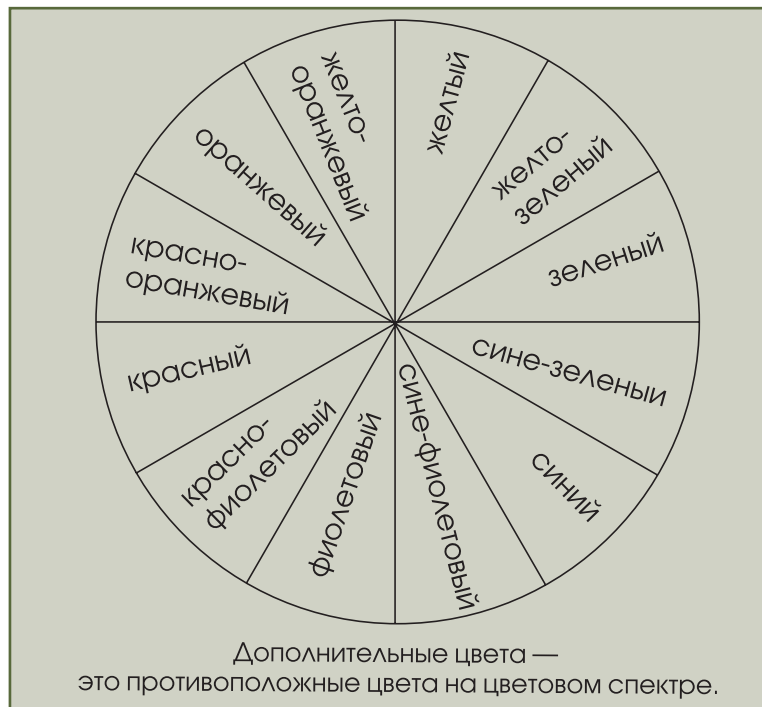 желтый
желто-
зеленый
зеленый
сине-зелены‌и
синий
сине-фиолетовый
фиолетовый
красно-
фиолетовый
красный
красно-
оранжевый
оранжевый
желто-
оранжевый
Дополнительные цвета —
это противоположные цвета на цветовом спектре.